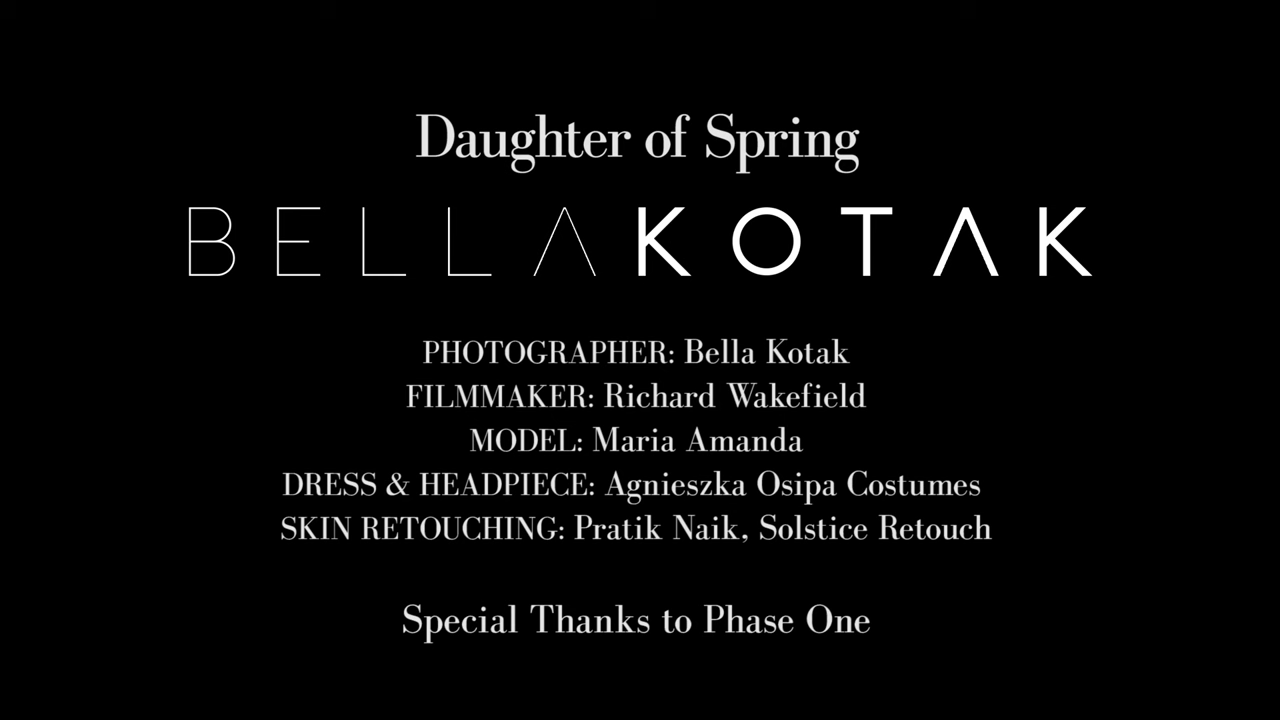 Daughter of Spring
BELLAKOTAK
PHOTOGRAPHER: Bella Kotak
FILMMAKER: Richard Wakefield
MODEL: Maria Amanda
DRESS & HEADPIECE: Agnieszka Osipa Costumes
SKIN RETOUCHING: Pratik Naik, Solstice Retouch
Special Thanks to Phase One